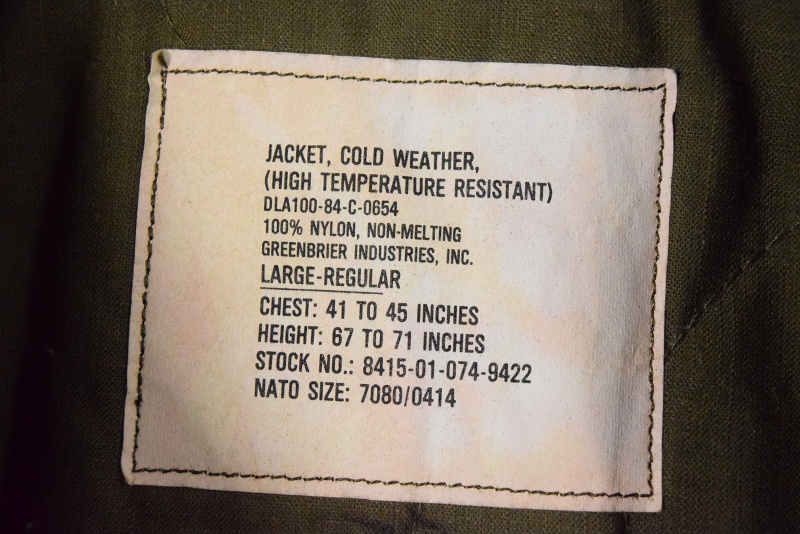 JACKET, COLD WEATHER,
(HIGH TEMPERATURE RESISTANT)
DLA100-84-C-0654
100% NYLON, NON-MELTING
GREENBRIER INDUSTRIES, INC.
LARGE-REGULAR
CHEST: 41 TO 45 INCHES
HEIGHT: 67 TO 71 INCHES
STOCK NO.: 8415-01-074-9422
NATO SIZE: 7080/0414